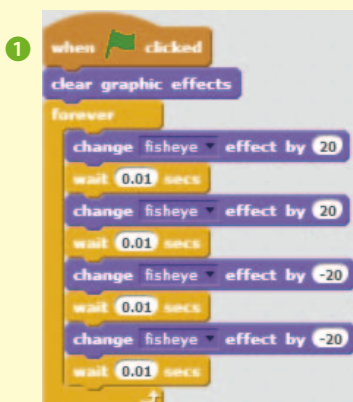 1
when clicked
clear graphic effects
forever
change fisheye effect by 20
wait 0.01 secs
change fisheye effect by 20
wait 0.01 secs
change fisheye effect by -20
wait 0.01 secs
change fisheye effect by -20
wait 0.01 secs